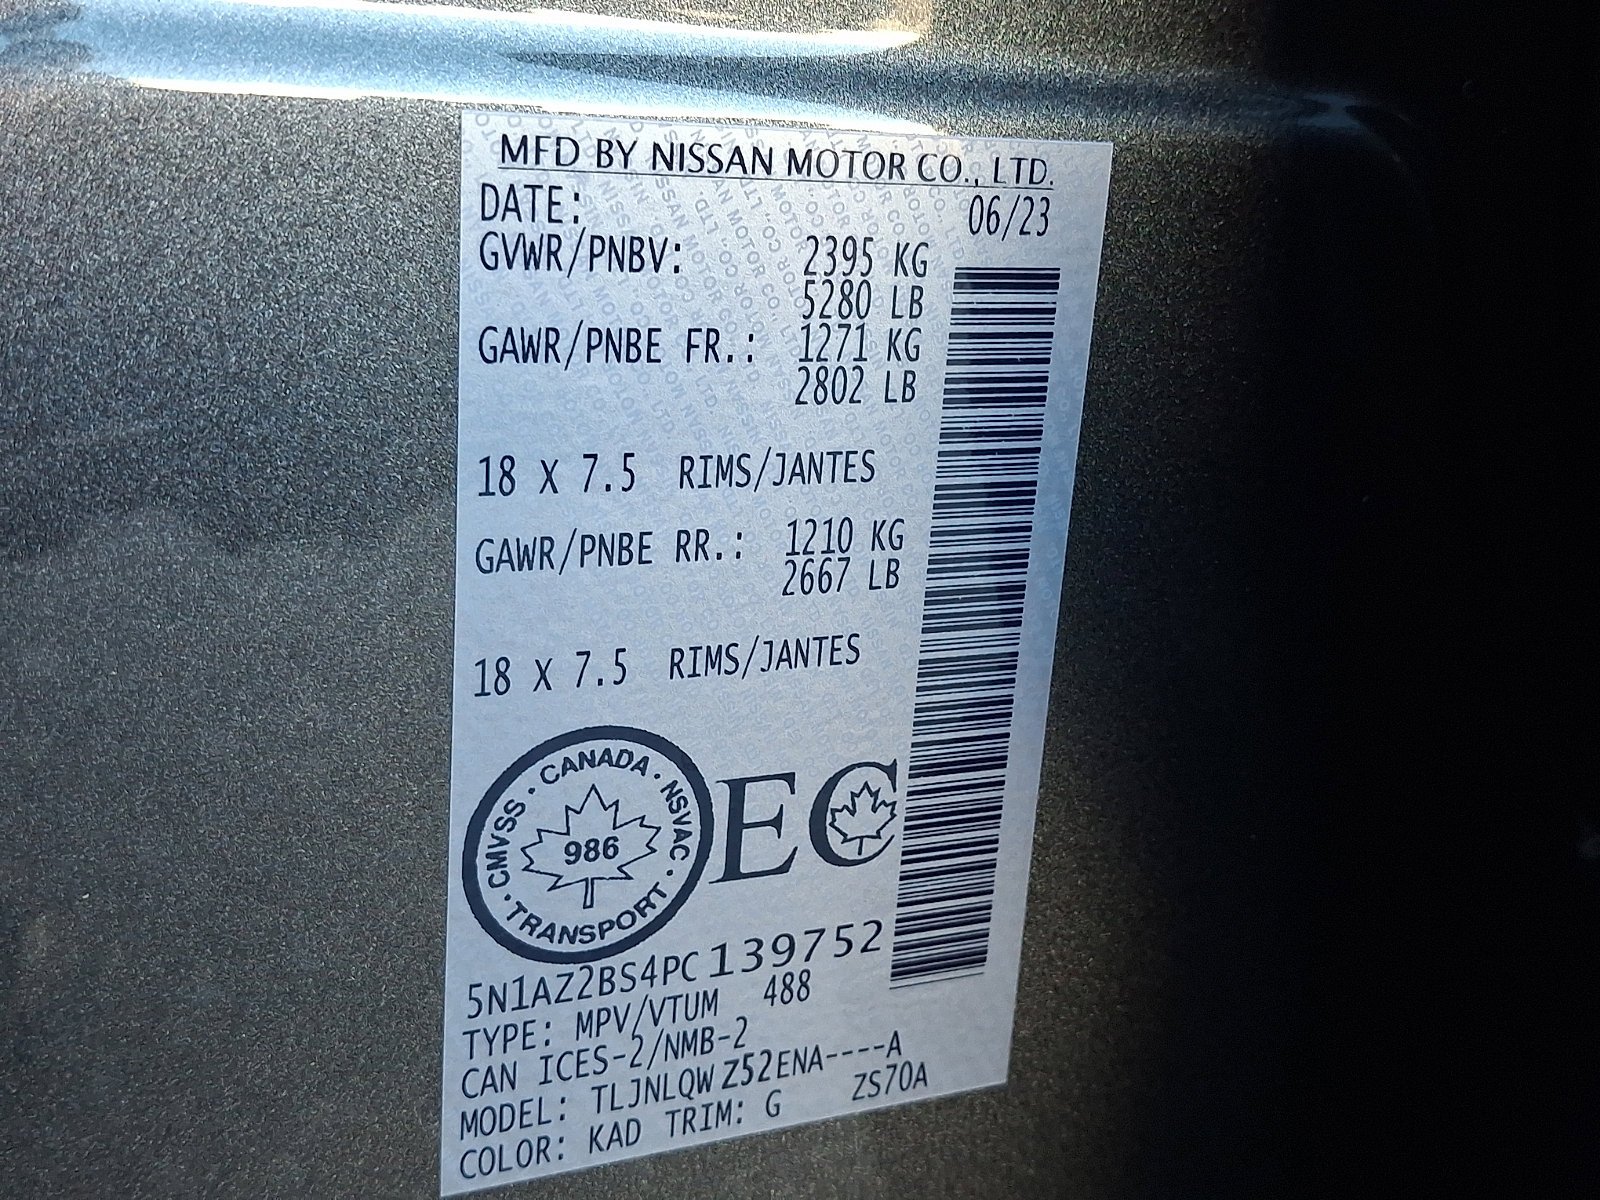 MFD BY NISSAN MOTOR CO., LTD.
DATE: 06/23
GVWR/PNBV: 2395 KG
5280 LB
GAWR/PNBE FR.: 1271 KG
2802 LB
18 X 7.5 RIMS/JANTES
GAWR/PNBE RR.: 1210 KG
2667 LB
18 X 7.5 RIMS/JANTES
CANADA · NSVAC · TRANSPORT · CMVSS ·
986
EC
5N1AZ2BS4PC139752
TYPE: MPV/VTUM 488
CAN ICES-2/NMB-2
MODEL: TLJNLQW Z52ENA----A
COLOR: KAD TRIM: G ZS70A